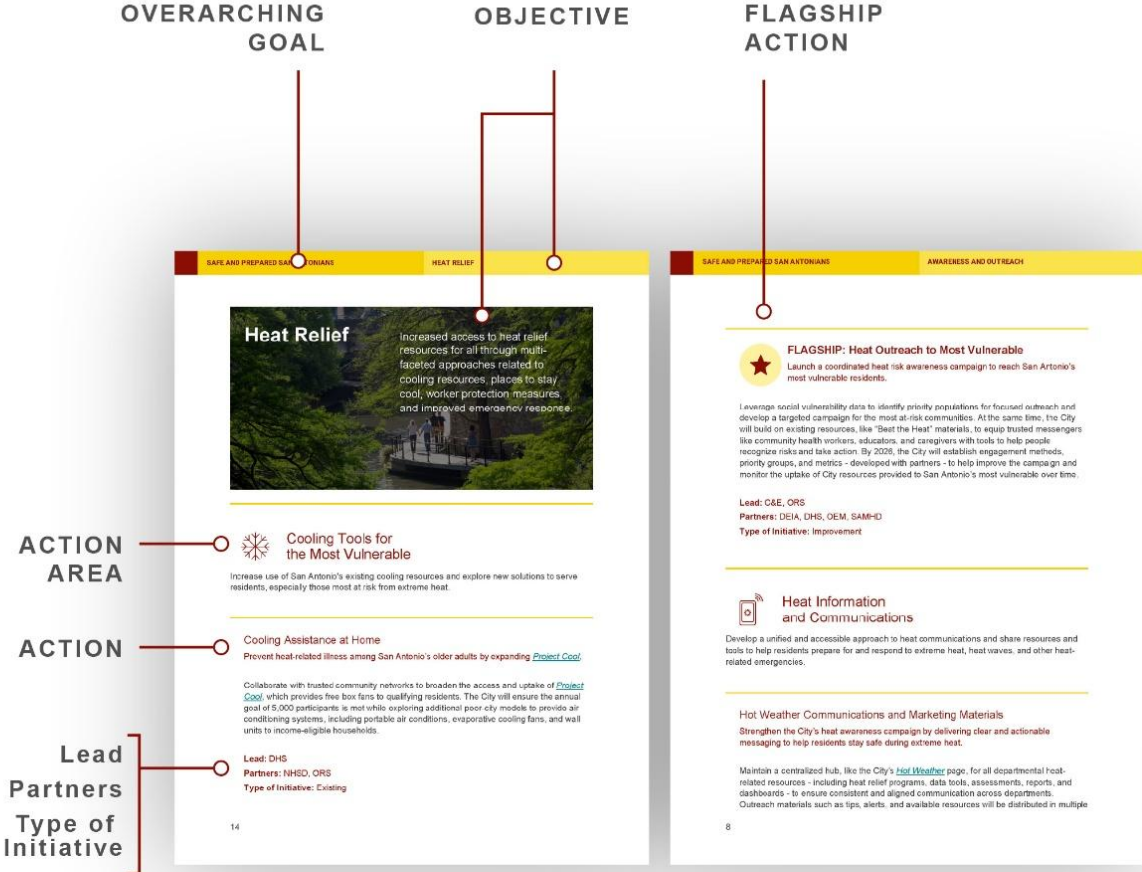 OVERARCHING
GOAL
OBJECTIVE
FLAGSHIP
ACTION
SAFE AND PREPARED SAN ANTONIANS
HEAT RELIEF
Heat Relief
Increased access to heat relief
resources for all through multi-
faceted approaches related to
cooling resources, places to stay
cool, worker protection measures,
and improved emergency response.
ACTION
AREA
Cooling Tools for
the Most Vulnerable
Increase use of San Antonio's existing cooling resources and explore new solutions to serve
residents, especially those most at risk from extreme heat.
ACTION
Cooling Assistance at Home
Prevent heat-related illness among San Antonio's older adults by expanding Project Cool.
Collaborate with trusted community networks to broaden the access and uptake of Project
Cool, which provides free box fans to qualifying residents. The City will ensure the annual
goal of 5,000 participants is met while exploring additional peer city models to provide air
conditioning systems, including portable air conditions, evaporative cooling fans, and wall
units to income-eligible households.
Lead
Partners
Type of
Initiative
Lead: DHS
Partners: NHSD, ORS
Type of Initiative: Existing
14
SAFE AND PREPARED SAN ANTONIANS
AWARENESS AND OUTREACH
FLAGSHIP: Heat Outreach to Most Vulnerable
Launch a coordinated heat risk awareness campaign to reach San Antonio's
most vulnerable residents.
Leverage social vulnerability data to identify priority populations for focused outreach and
develop a targeted campaign for the most at-risk communities. At the same time, the City
will build on existing resources, like "Beat the Heat" materials, to equip trusted messengers
like community health workers, educators, and caregivers with tools to help people
recognize risks and take action. By 2026, the City will establish engagement methods,
priority groups, and metrics - developed with partners - to help improve the campaign and
monitor the uptake of City resources provided to San Antonio's most vulnerable over time.
Lead: C&E, ORS
Partners: DEIA, DHS, OEM, SAMHD
Type of Initiative: Improvement
Heat Information
and Communications
Develop a unified and accessible approach to heat communications and share resources and
tools to help residents prepare for and respond to extreme heat, heat waves, and other heat-
related emergencies.
Hot Weather Communications and Marketing Materials
Strengthen the City's heat awareness campaign by delivering clear and actionable
messaging to help residents stay safe during extreme heat.
Maintain a centralized hub, like the City's Hot Weather page, for all departmental heat-
related resources - including heat relief programs, data tools, assessments, reports, and
dashboards - to ensure consistent and aligned communication across departments.
Outreach materials such as tips, alerts, and available resources will be distributed in multiple
8